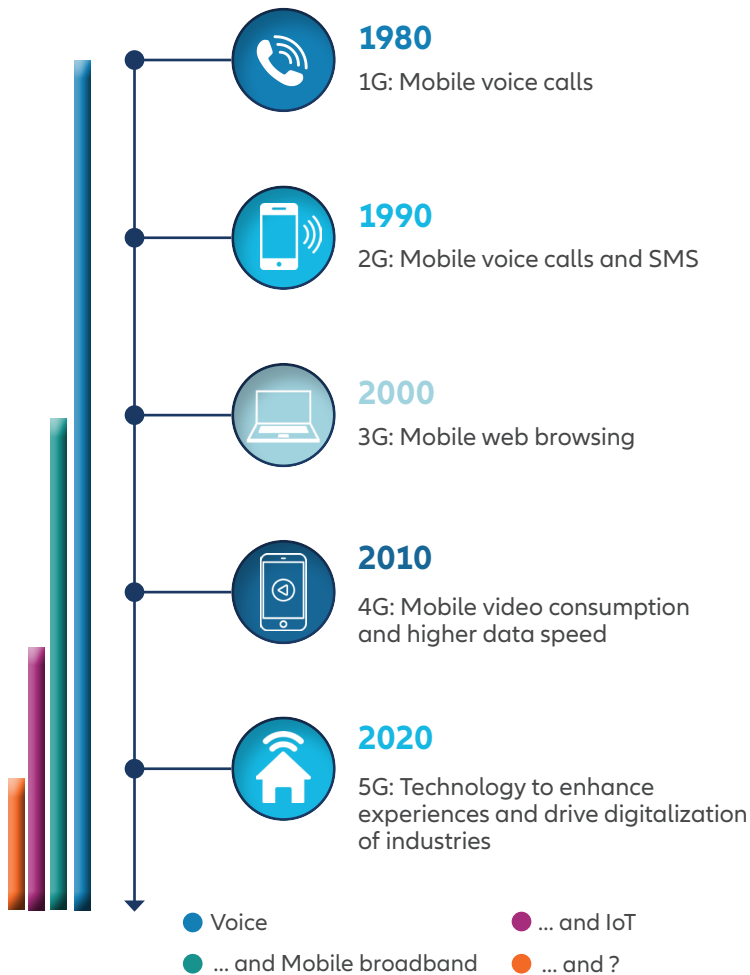 1980
1G: Mobile voice calls
1990
2G: Mobile voice calls and SMS
2000
3G: Mobile web browsing
2010
4G: Mobile video consumption
and higher data speed
2020
5G: Technology to enhance
experiences and drive digitalization
of industries
Voice
... and IoT
... and Mobile broadband
... and ?